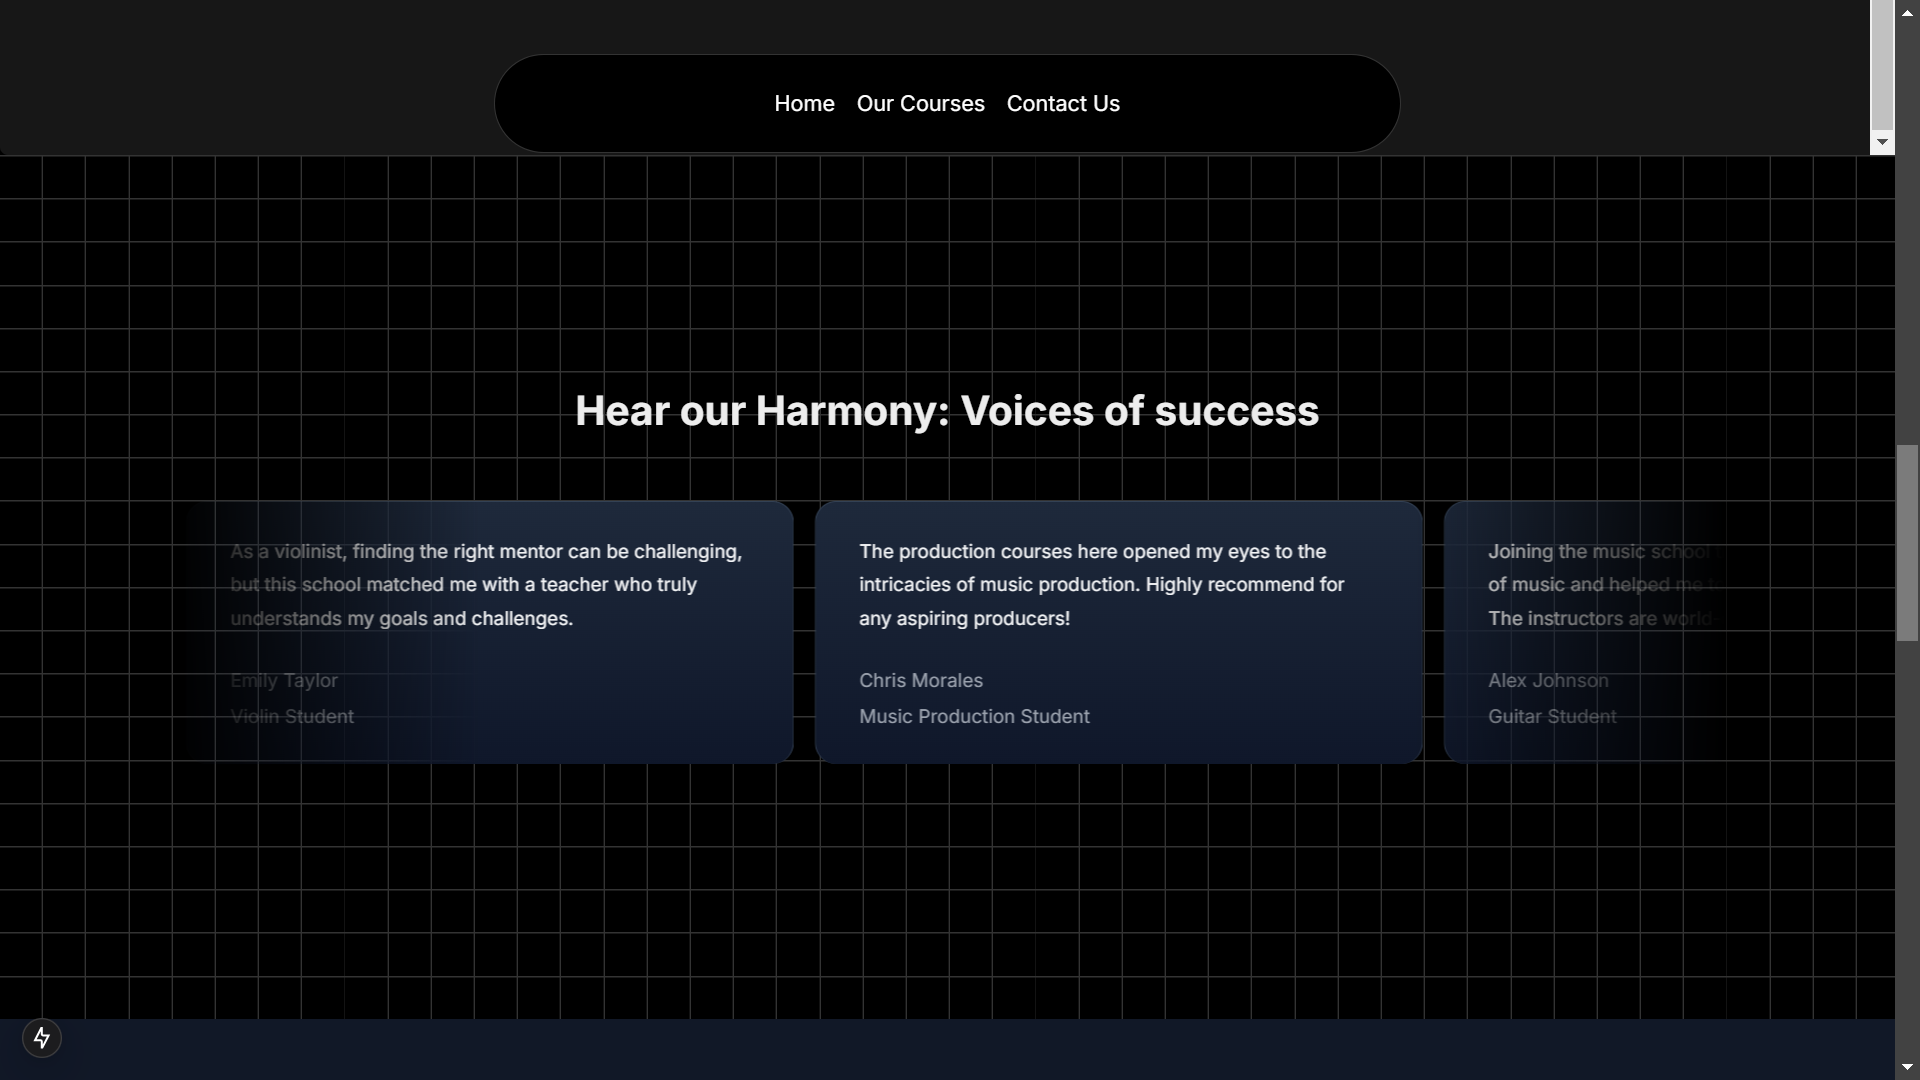 Home Our Courses Contact Us
Hear our Harmony: Voices of success
As a violinist, finding the right mentor can be challenging,
but this school matched me with a teacher who truly
understands my goals and challenges.
Emily Taylor
Violin Student
The production courses here opened my eyes to the
intricacies of music production. Highly recommend for
any aspiring producers!
Chris Morales
Music Production Student
Joining the music school
of music and helped me
The instructors are world-
Alex Johnson
Guitar Student